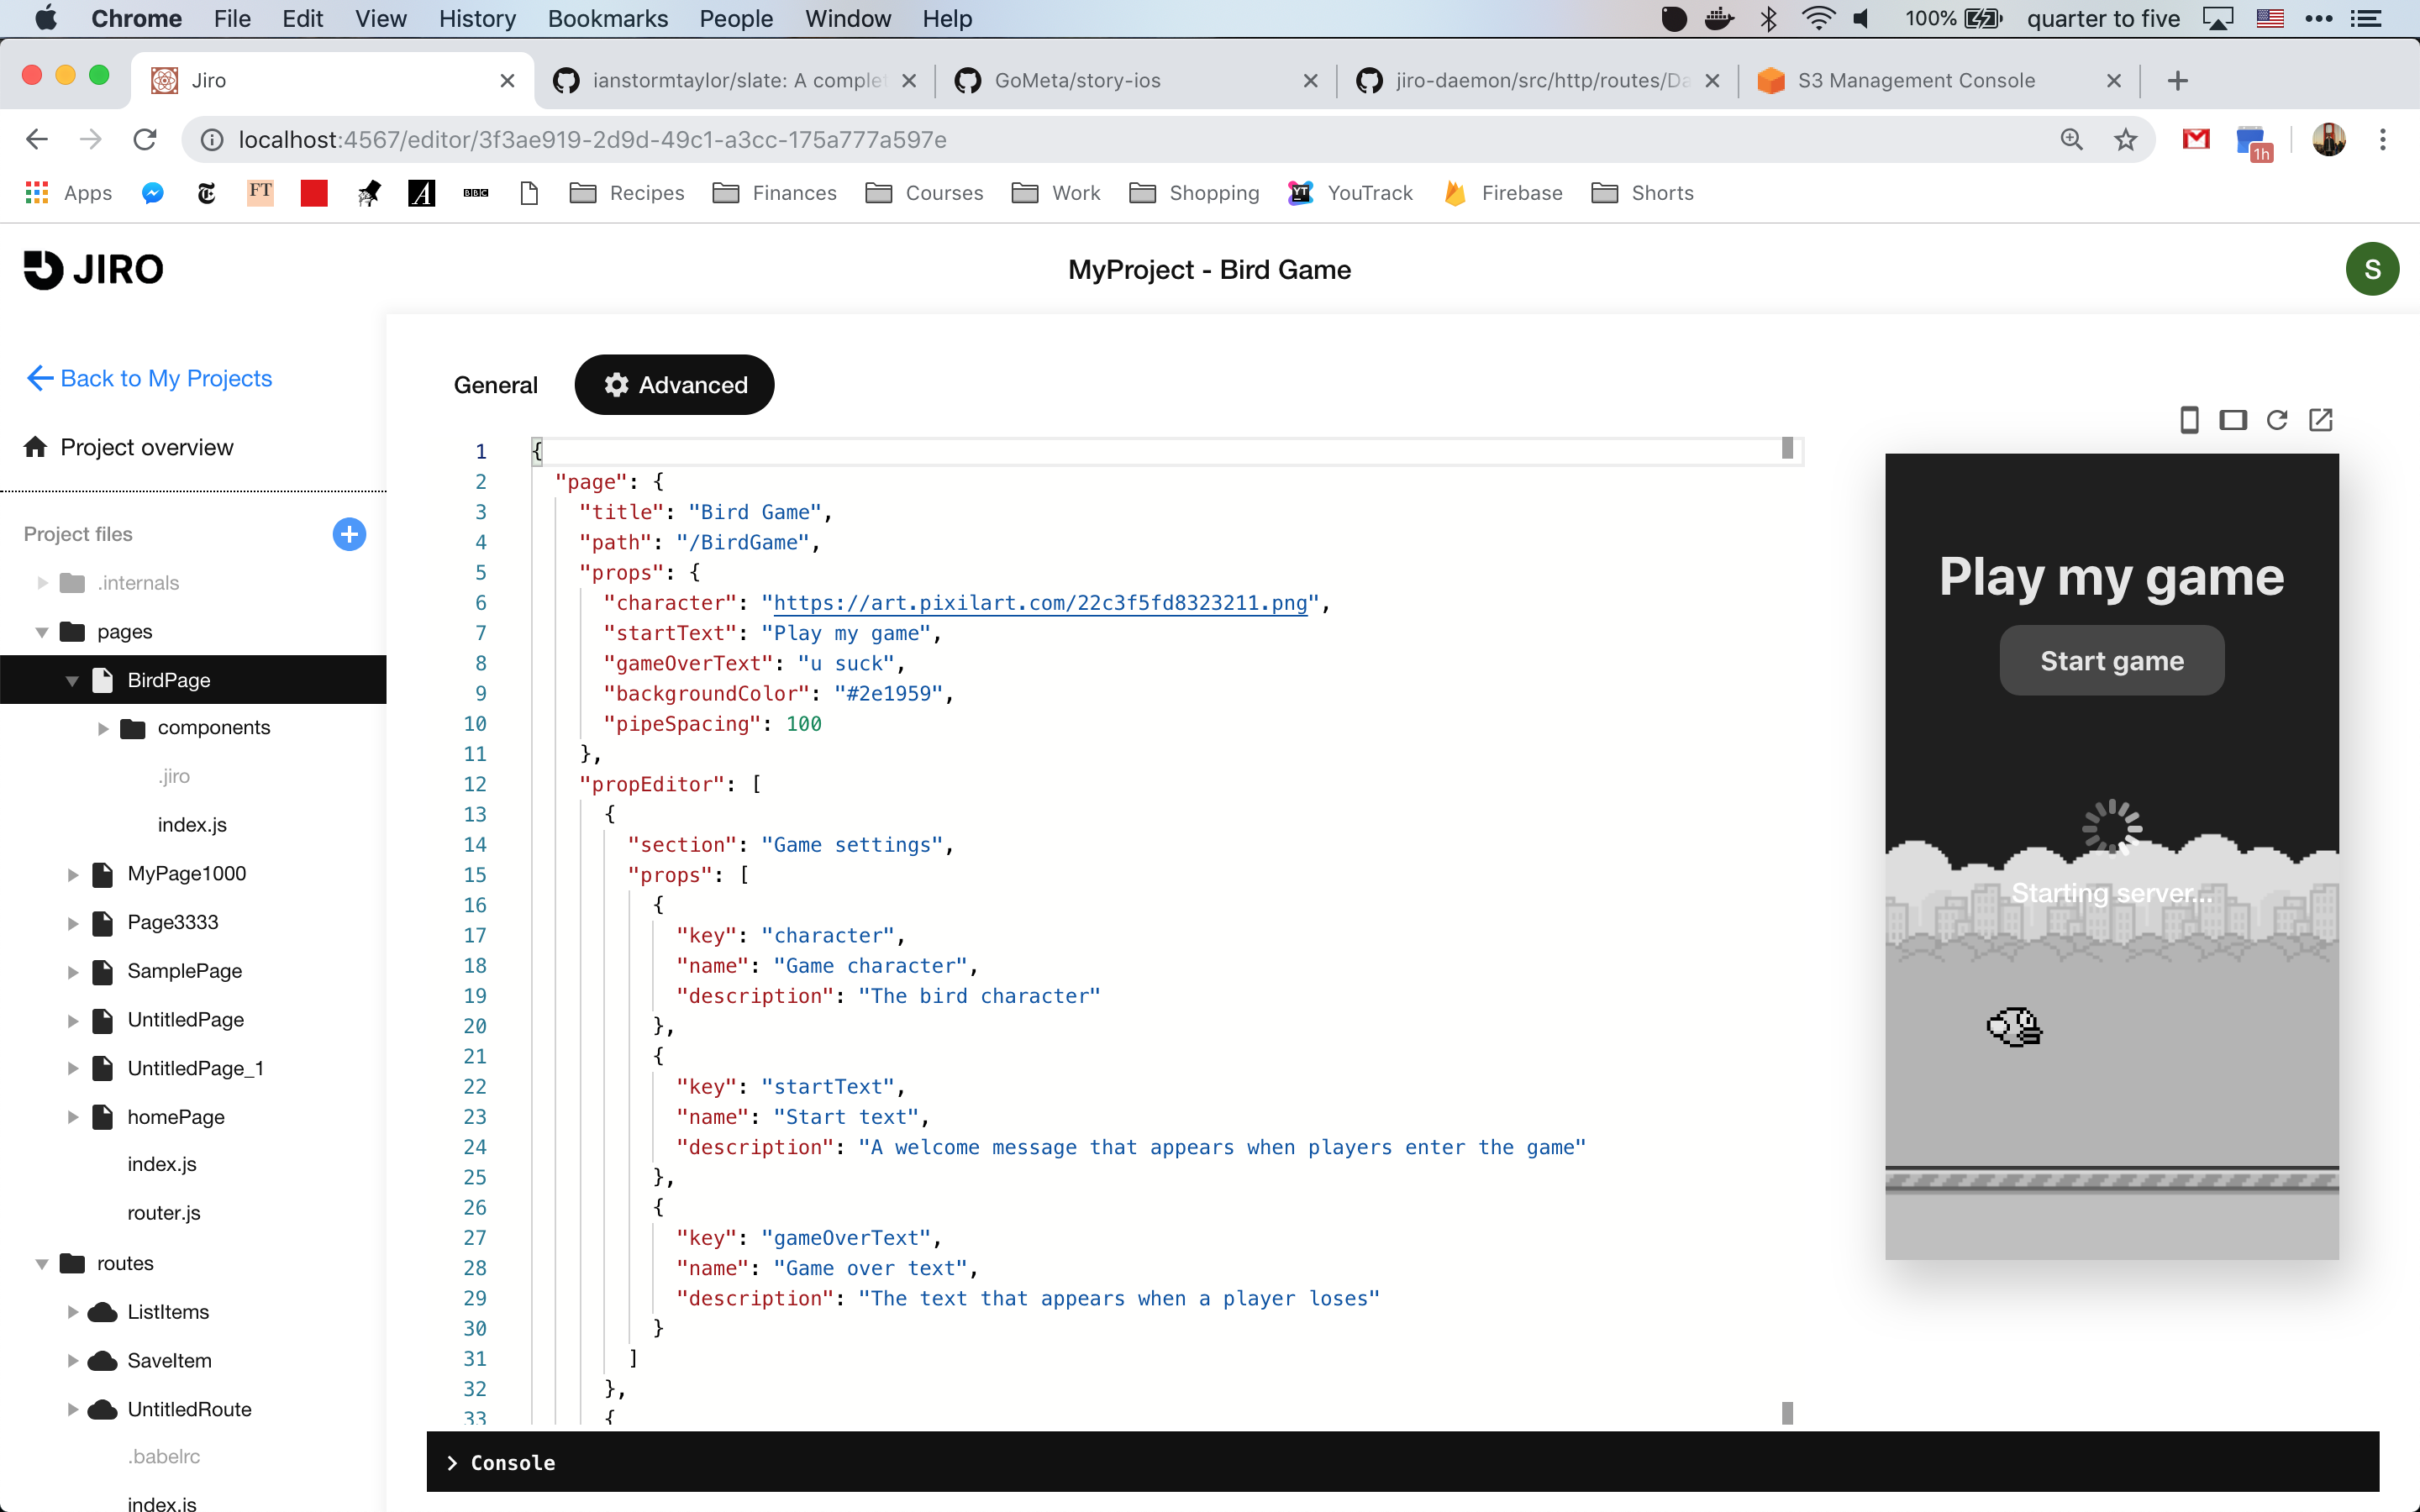 Chrome File Edit View History Bookmarks People Window Help 100% quarter to five
Jiro ianstormtaylor/slate: A complet GoMeta/story-ios jiro-daemon/src/http/routes/Da S3 Management Console
localhost:4567/editor/3f3ae919-2d9d-49c1-a3cc-175a777a597e 1h
Apps FT A BBC Recipes Finances Courses Work Shopping YT YouTrack Firebase Shorts
JIRO
MyProject - Bird Game
S
Back to My Projects
Project overview
Project files
.internals
pages
BirdPage
components
.jiro
index.js
MyPage1000
Page3333
SamplePage
UntitledPage
UntitledPage_1
homePage
index.js
router.js
routes
ListItems
SaveItem
UntitledRoute
.babelrc
index.js
General Advanced
1 {
2 "page": {
3 "title": "Bird Game",
4 "path": "/BirdGame",
5 "props": {
6 "character": "https://art.pixilart.com/22c3f5fd8323211.png",
7 "startText": "Play my game",
8 "gameOverText": "u suck",
9 "backgroundColor": "#2e1959",
10 "pipeSpacing": 100
11 },
12 "propEditor": [
13 {
14 "section": "Game settings",
15 "props": [
16 {
17 "key": "character",
18 "name": "Game character",
19 "description": "The bird character"
20 },
21 {
22 "key": "startText",
23 "name": "Start text",
24 "description": "A welcome message that appears when players enter the game"
25 },
26 {
27 "key": "gameOverText",
28 "name": "Game over text",
29 "description": "The text that appears when a player loses"
30 }
31 ]
32 },
33 {
Play my game
Start game
Starting server...
Console